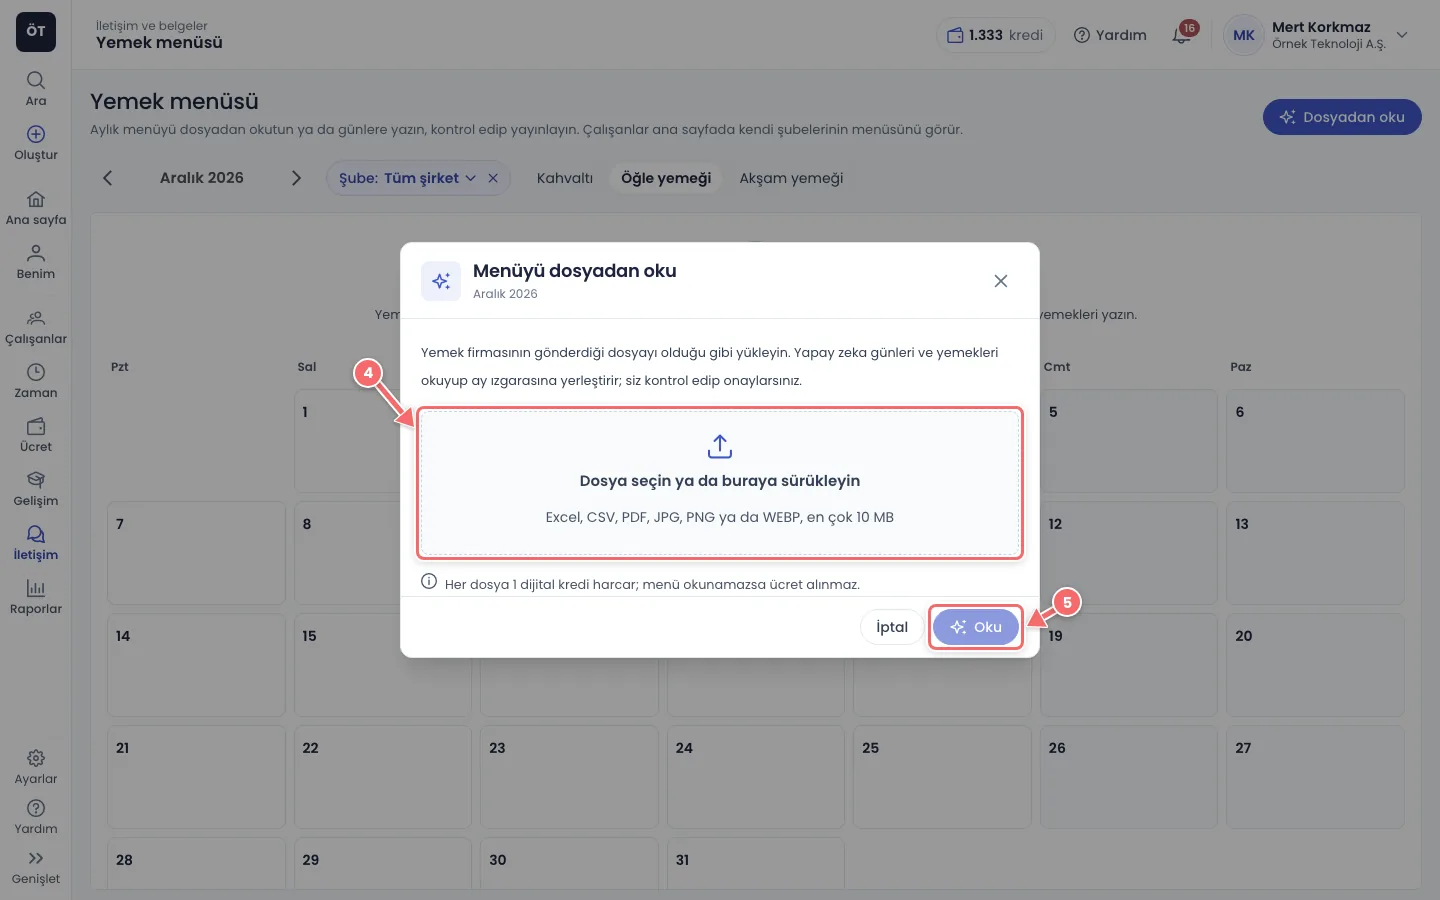 ÖT
İletişim ve belgeler
Yemek menüsü
1.333 kredi
Yardım
16
MK
Mert Korkmaz
Örnek Teknoloji A.Ş.
Ara
Oluştur
Ana sayfa
Benim
Çalışanlar
Zaman
Ücret
Gelişim
İletişim
Raporlar
Ayarlar
Yardım
Genişlet
Yemek menüsü
Aylık menüyü dosyadan okutun ya da günlere yazın, kontrol edip yayınlayın. Çalışanlar ana sayfada kendi şubelerinin menüsünü görür.
Dosyadan oku
Aralık 2026
Şube: Tüm şirket
Kahvaltı
Öğle yemeği
Akşam yemeği
yemekleri yazın.
Menüyü dosyadan oku
Aralık 2026
Yemek firmasının gönderdiği dosyayı olduğu gibi yükleyin. Yapay zeka günleri ve yemekleri
okuyup ay ızgarasına yerleştirir; siz kontrol edip onaylarsınız.
4
Dosya seçin ya da buraya sürükleyin
Excel, CSV, PDF, JPG, PNG ya da WEBP, en çok 10 MB
Her dosya 1 dijital kredi harcar; menü okunamazsa ücret alınmaz.
İptal
Oku
5
Pzt
Sal
Cmt
Paz
1
5
6
7
8
12
13
14
15
19
20
21
22
23
24
25
26
27
28
29
30
31